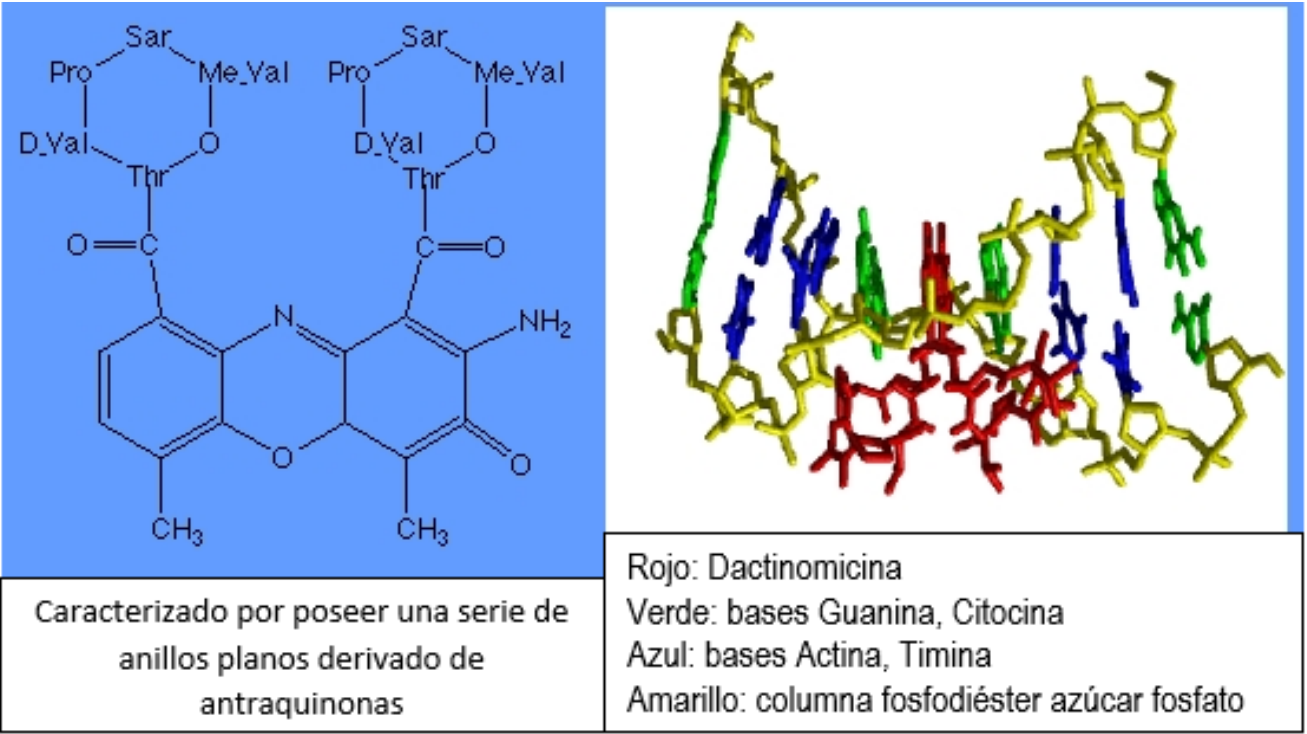 Sar Sar
Pro Me_Val Pro Me_Val
D_Val O D_Val O
Thr Thr
O C C O
N NH₂
O O
CH₃ CH₃
Caracterizado por poseer una serie de
anillos planos derivado de
antraquinonas
Rojo: Dactinomicina
Verde: bases Guanina, Citocina
Azul: bases Actina, Timina
Amarillo: columna fosfodiéster azúcar fosfato